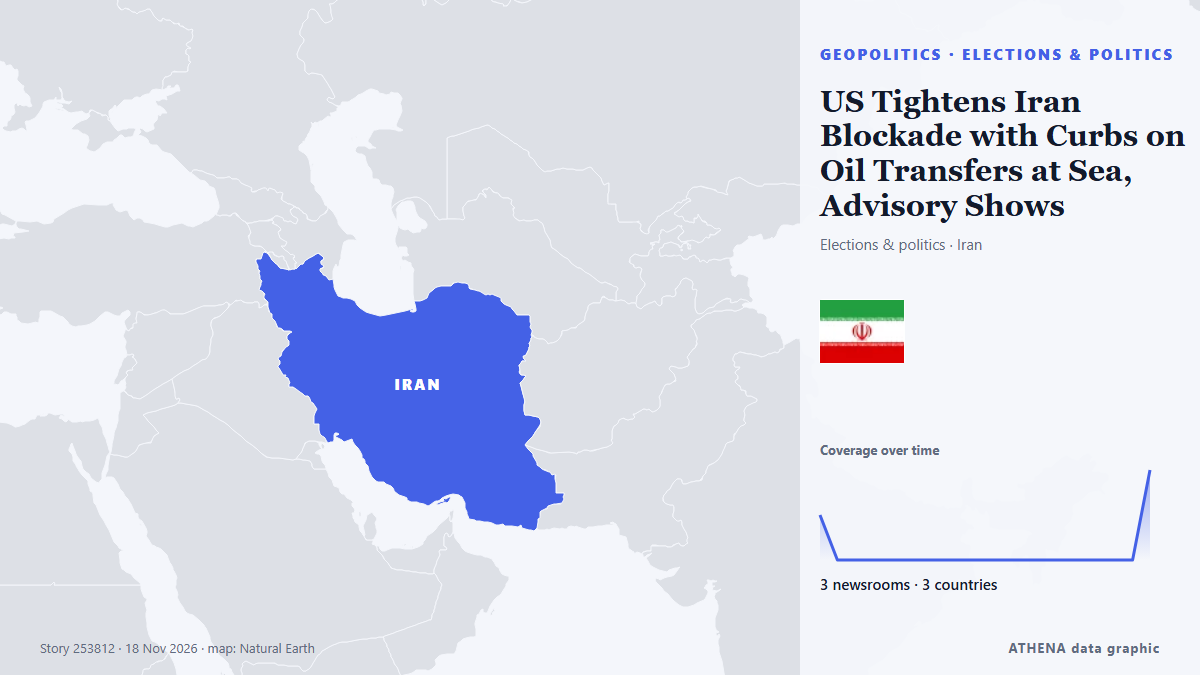 GEOPOLITICS · ELECTIONS & POLITICS
US Tightens Iran
Blockade with Curbs on
Oil Transfers at Sea,
Advisory Shows
Elections & politics · Iran
IRAN
Coverage over time
3 newsrooms · 3 countries
Story 253812 · 18 Nov 2026 · map: Natural Earth
ATHENA data graphic